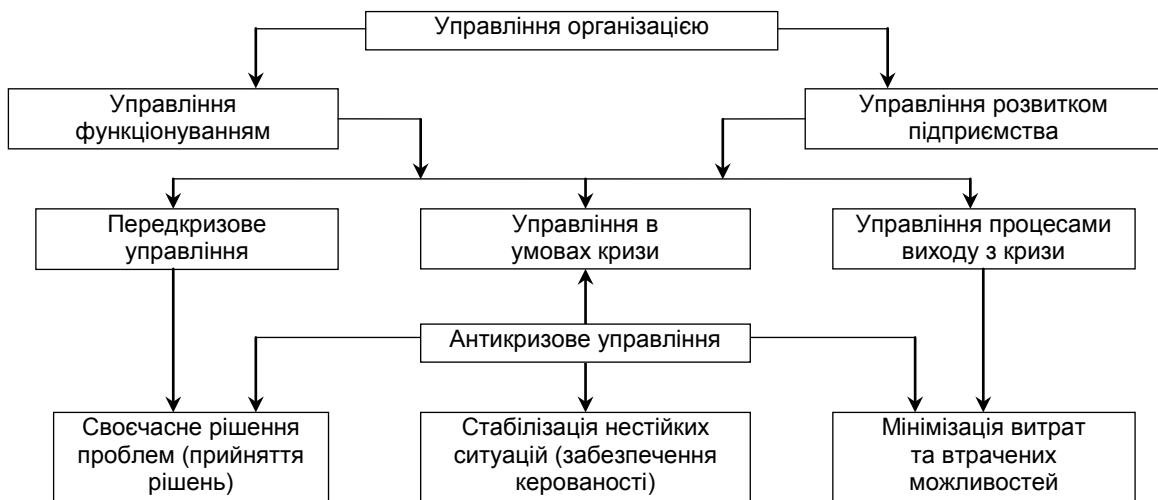 Управління організацією
Управління
функціонуванням
Управління розвитком
підприємства
Передкризове
управління
Управління в
умовах кризи
Управління процесами
виходу з кризи
Антикризове управління
Своєчасне рішення
проблем (прийняття
рішень)
Стабілізація нестійких
ситуацій (забезпечення
керованості)
Мінімізація витрат
та втрачених
можливостей